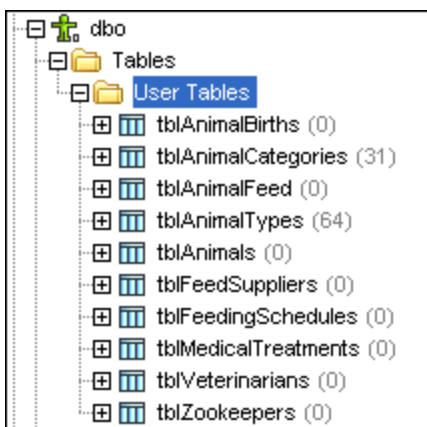 dbo
Tables
User Tables
tblAnimalBirths (0)
tblAnimalCategories (31)
tblAnimalFeed (0)
tblAnimalTypes (64)
tblAnimals (0)
tblFeedSuppliers (0)
tblFeedingSchedules (0)
tblMedicalTreatments (0)
tblVeterinarians (0)
tblZookeepers (0)